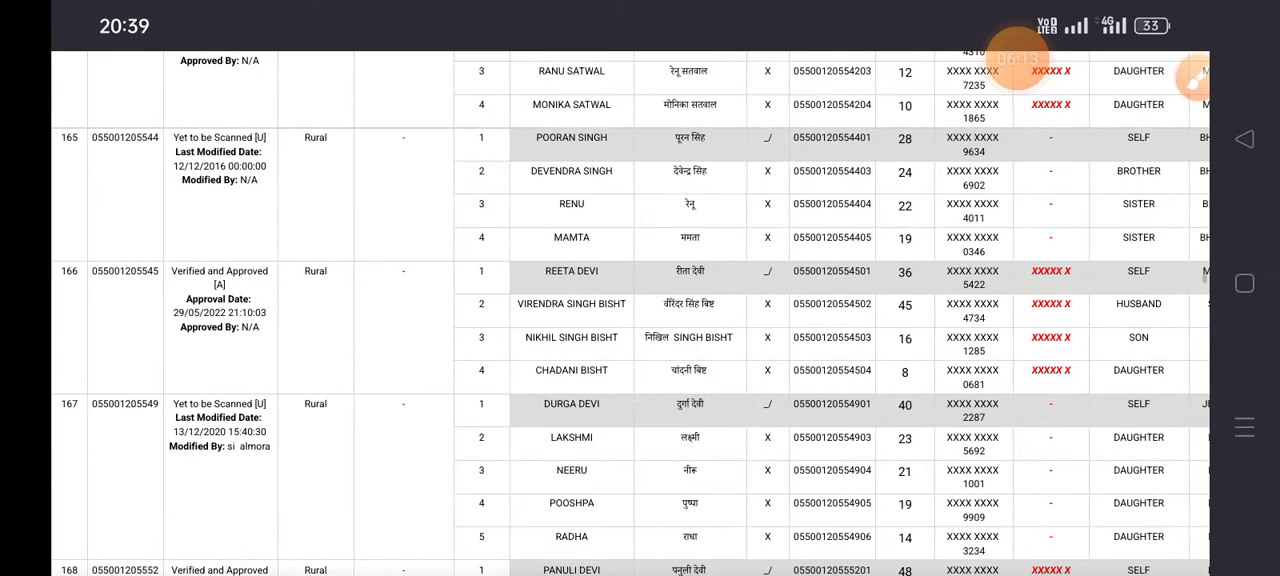 20:39
VoD LTE2 4G 33
06:13
Approved By: N/A
3 RANU SATWAL रेनू सतवाल X 05500120554203 12 XXXX XXXX 7235 XXXXX X DAUGHTER
4 MONIKA SATWAL मोनिका सतवाल X 05500120554204 10 XXXX XXXX 1865 XXXXX X DAUGHTER
165 055001205544 Yet to be Scanned [U] Rural - 1 POORAN SINGH पूरन सिंह _/ 05500120554401 28 XXXX XXXX 9634 - SELF BH
Last Modified Date:
12/12/2016 00:00:00
Modified By: N/A
2 DEVENDRA SINGH देवेन्द्र सिंह X 05500120554403 24 XXXX XXXX 6902 - BROTHER BH
3 RENU रेनू X 05500120554404 22 XXXX XXXX 4011 - SISTER
4 MAMTA ममता X 05500120554405 19 XXXX XXXX 0346 - SISTER BH
166 055001205545 Verified and Approved [A] Rural - 1 REETA DEVI रीता देवी _/ 05500120554501 36 XXXX XXXX 5422 XXXXX X SELF
Approval Date:
29/05/2022 21:10:03
Approved By: N/A
2 VIRENDRA SINGH BISHT वीरेंदर सिंह बिष्ट X 05500120554502 45 XXXX XXXX 4734 XXXXX X HUSBAND
3 NIKHIL SINGH BISHT निखिल SINGH BISHT X 05500120554503 16 XXXX XXXX 1285 XXXXX X SON
4 CHADANI BISHT चांदनी बिष्ट X 05500120554504 8 XXXX XXXX 0681 XXXXX X DAUGHTER
167 055001205549 Yet to be Scanned [U] Rural - 1 DURGA DEVI दुर्गा देवी _/ 05500120554901 40 XXXX XXXX 2287 - SELF
Last Modified Date:
13/12/2020 15:40:30
Modified By: si almora
2 LAKSHMI लक्ष्मी X 05500120554903 23 XXXX XXXX 5692 - DAUGHTER
3 NEERU नीरू X 05500120554904 21 XXXX XXXX 1001 - DAUGHTER
4 POOSHPA पुष्पा X 05500120554905 19 XXXX XXXX 9909 - DAUGHTER
5 RADHA राधा X 05500120554906 14 XXXX XXXX 3234 - DAUGHTER
168 055001205552 Verified and Approved Rural - 1 PANULI DEVI पनुली देवी _/ 05500120555201 48 XXXX XXXX XXXXX X SELF